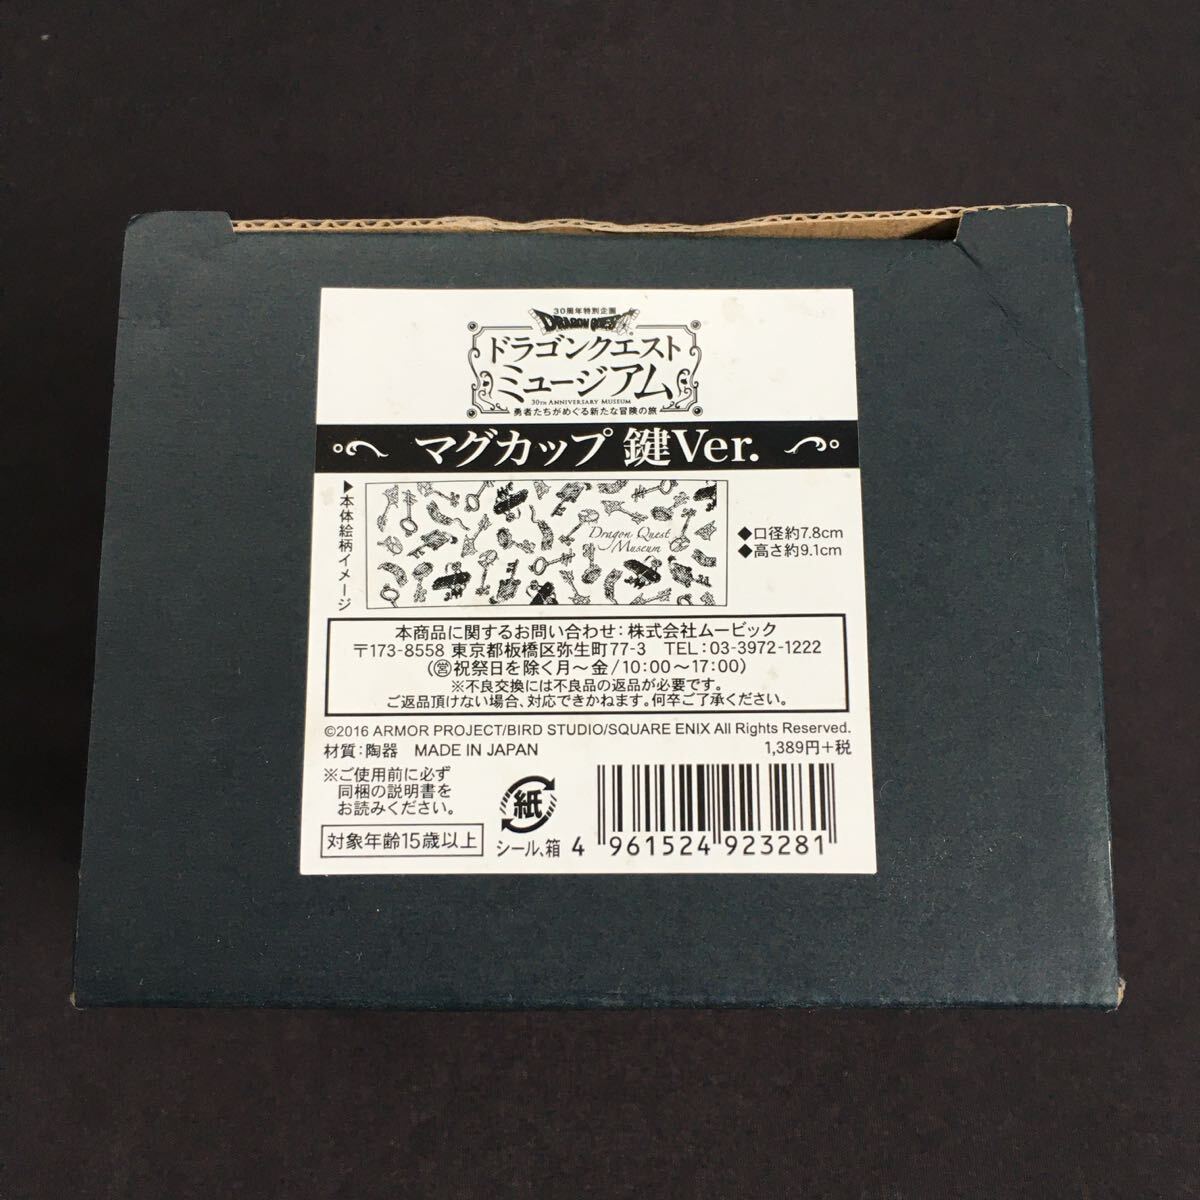 30周年特別企画
DRAGON QUEST
ドラゴンクエスト
ミュージアム
30TH ANNIVERSARY MUSEUM
勇者たちがめぐる新たな冒険の旅
マグカップ 鍵Ver.
▶本体絵柄イメージ
Dragon Quest
Museum
◆口径約7.8cm
◆高さ約9.1cm
本商品に関するお問い合わせ:株式会社ムービック
〒173-8558 東京都板橋区弥生町77-3 TEL:03-3972-1222
(㊡祝祭日を除く月～金/10:00～17:00)
※不良交換には不良品の返品が必要です。
ご返品頂けない場合、対応できかねます。何卒ご了承ください。
©2016 ARMOR PROJECT/BIRD STUDIO/SQUARE ENIX All Rights Reserved.
材質:陶器 MADE IN JAPAN
1,389円+税
※ご使用前に必ず
同梱の説明書を
お読みください。
対象年齢15歳以上
紙
シール、箱
4 961524 923281